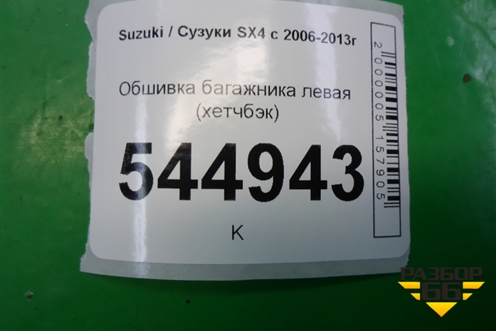 Suzuki / Сузуки SX4 с 2006-2013г
Обшивка багажника левая
(хетчбэк)
544943
К
2000005157905
РАЗБОР
66